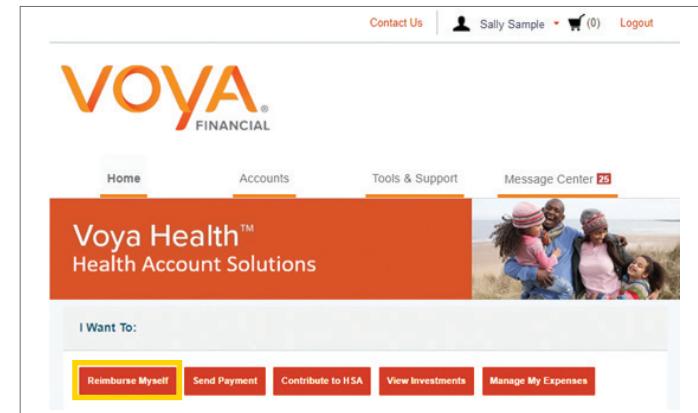 Contact Us Sally Sample (0) Logout
VOYA®
FINANCIAL
Home Accounts Tools & Support Message Center 25
Voya Health™
Health Account Solutions
I Want To:
Reimburse Myself Send Payment Contribute to HSA View Investments Manage My Expenses